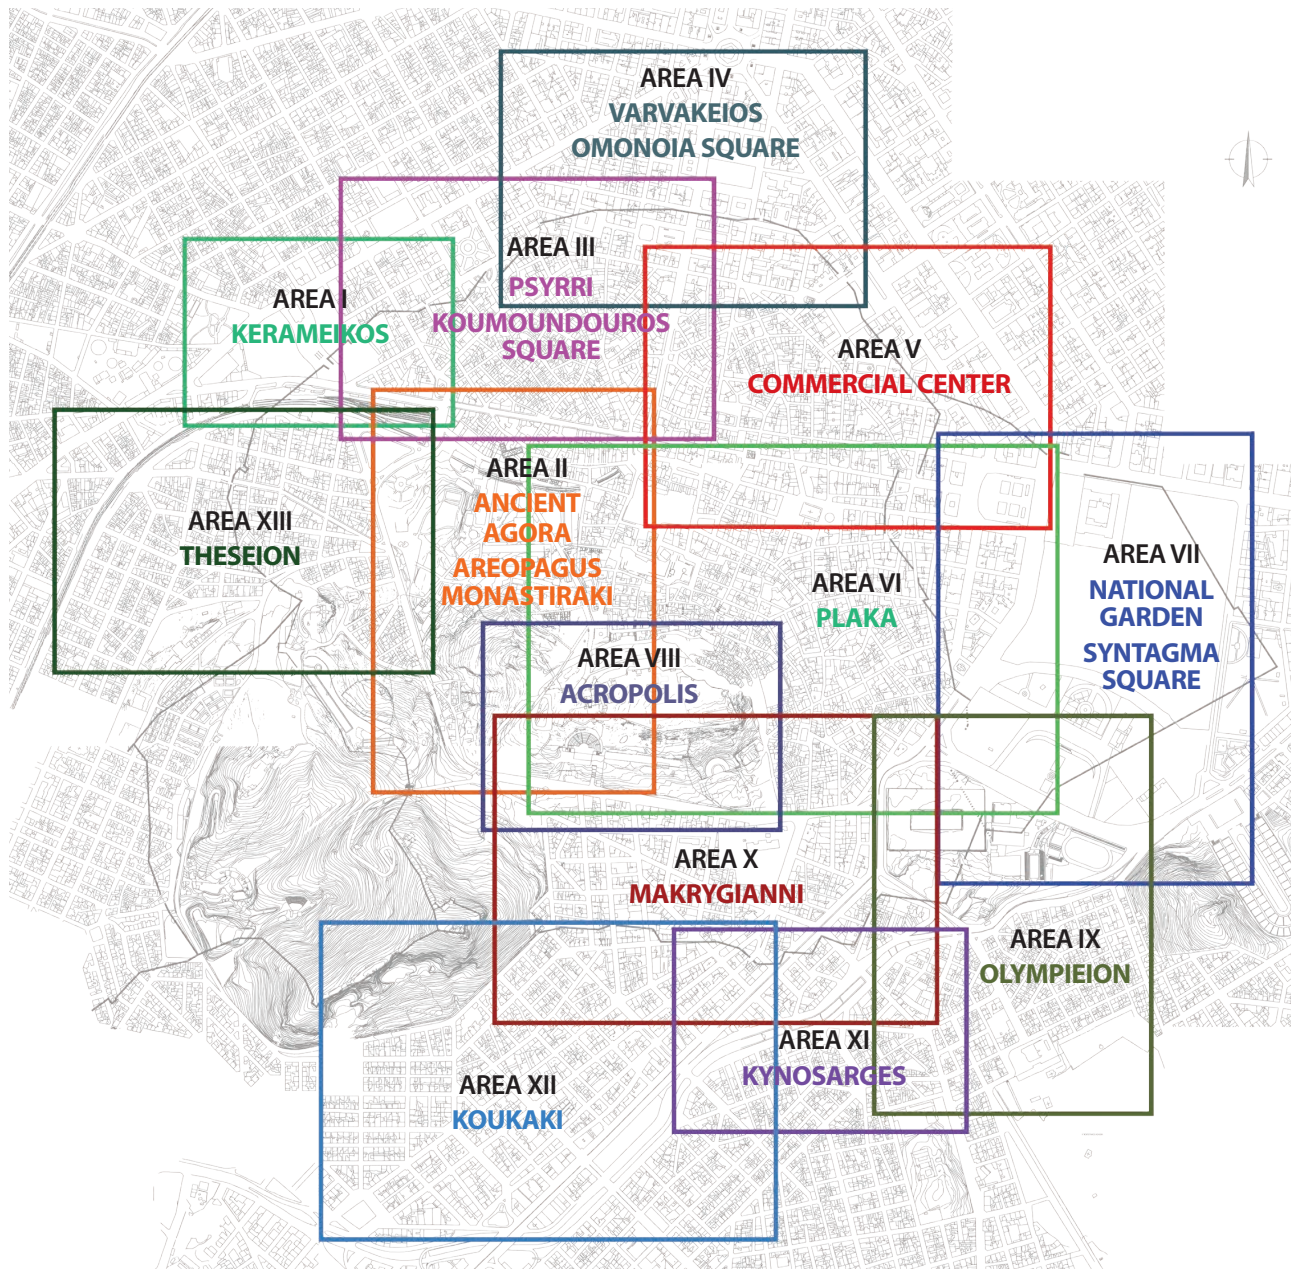 AREA IV
VARVAKEIOS
OMONOIA SQUARE
AREA III
PSYRRI
KOUMOUNDOUROS
SQUARE
AREA I
KERAMEIKOS
AREA V
COMMERCIAL CENTER
AREA II
ANCIENT
AGORA
AREOPAGUS
MONASTIRAKI
AREA XIII
THESEION
AREA VI
PLAKA
AREA VII
NATIONAL
GARDEN
SYNTAGMA
SQUARE
AREA VIII
ACROPOLIS
AREA X
MAKRYGIANNI
AREA IX
OLYMPIEION
AREA XI
KYNOSARGES
AREA XII
KOUKAKI